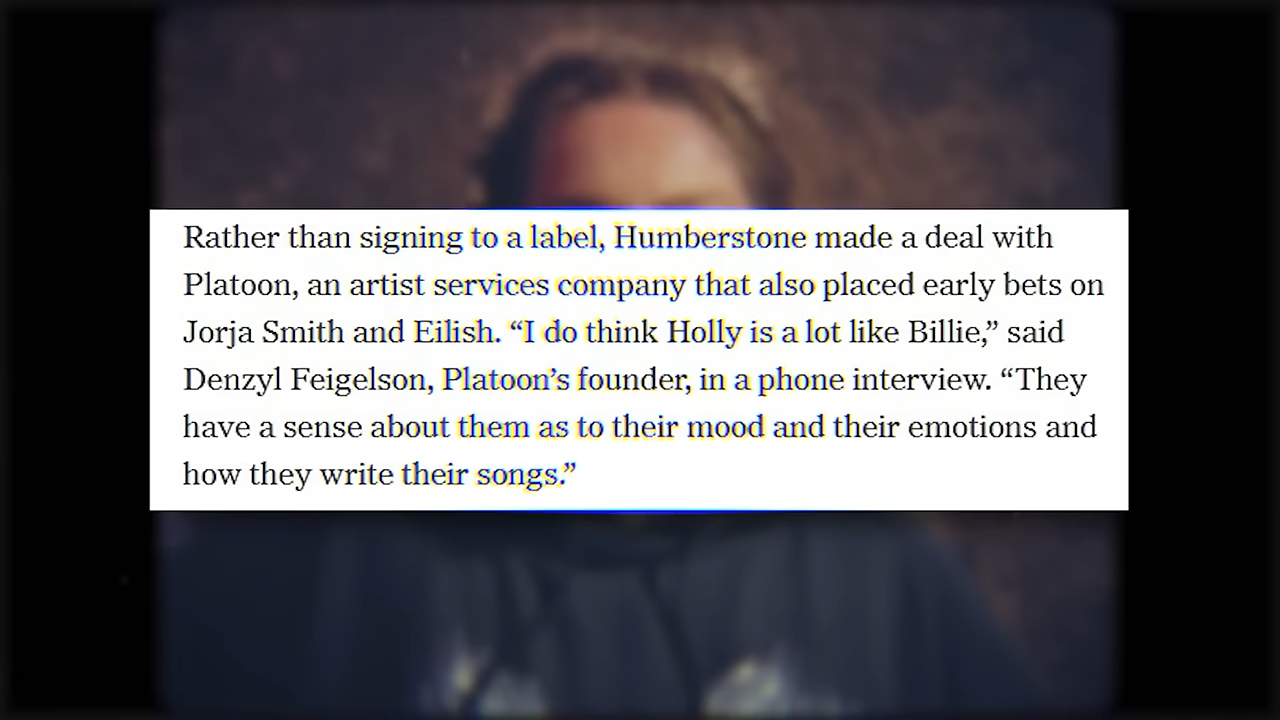 Rather than signing to a label, Humberstone made a deal with
Platoon, an artist services company that also placed early bets on
Jorja Smith and Eilish. “I do think Holly is a lot like Billie,” said
Denzyl Feigelson, Platoon’s founder, in a phone interview. “They
have a sense about them as to their mood and their emotions and
how they write their songs.”